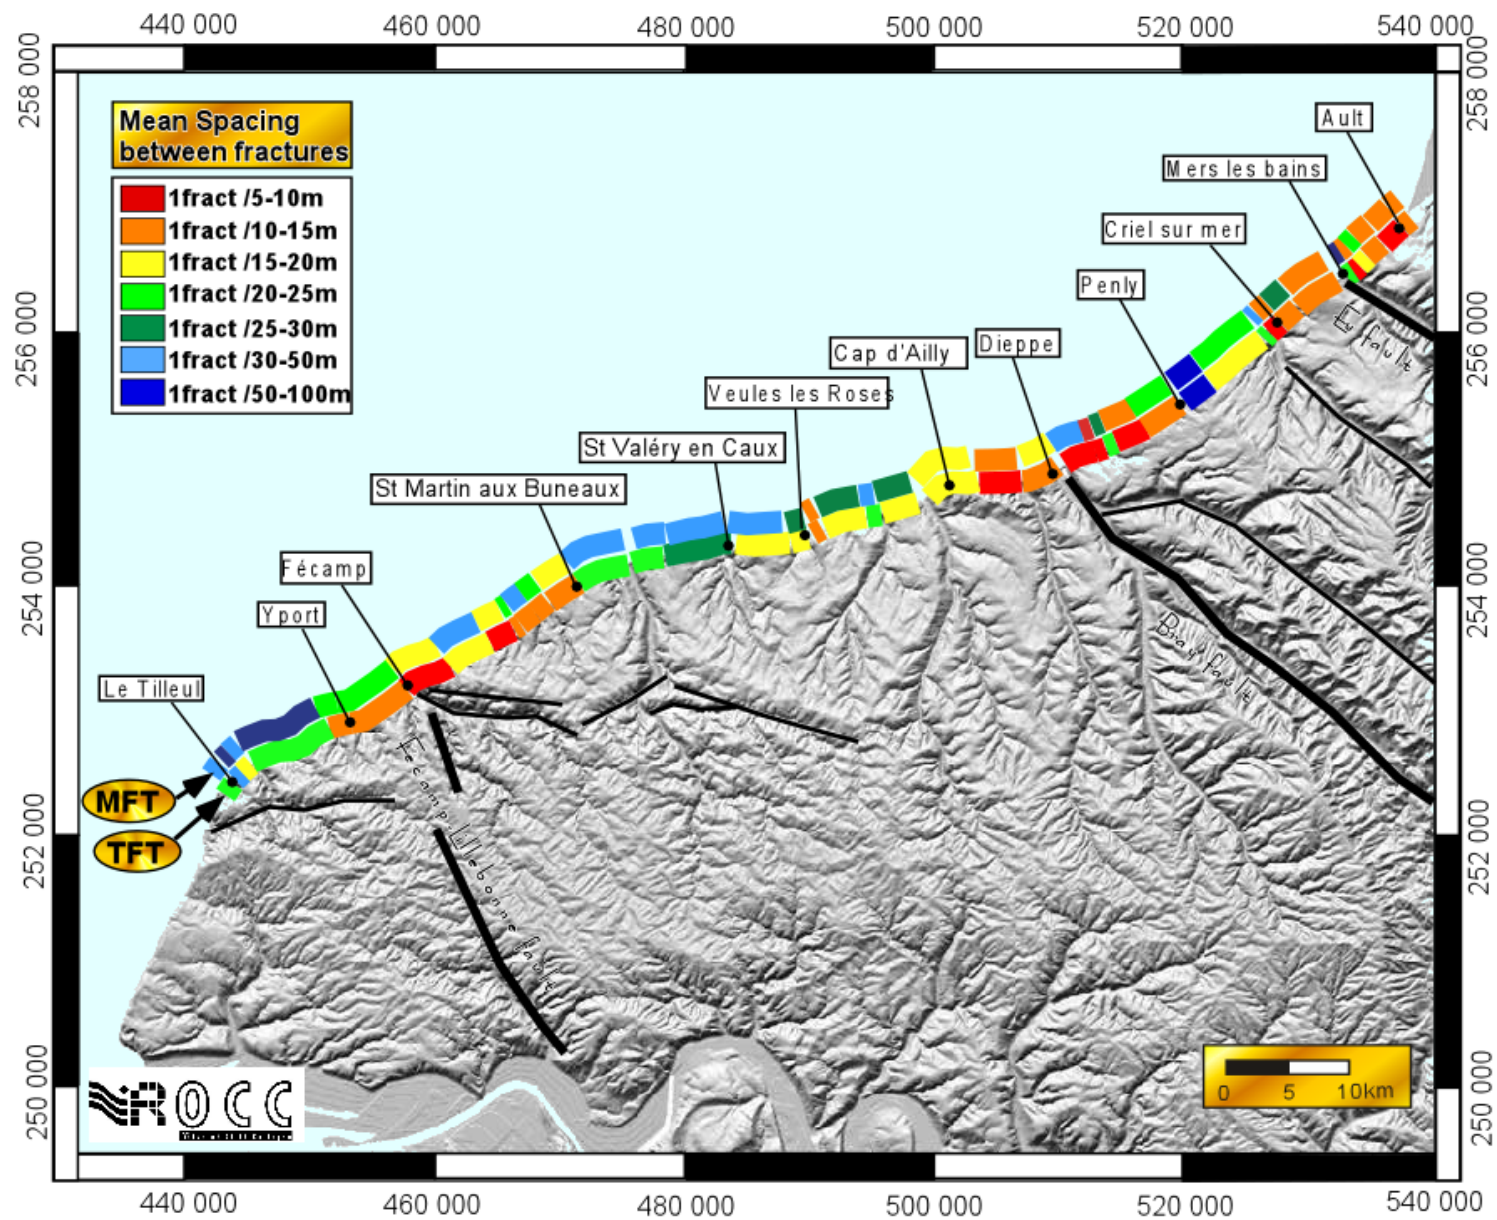 440 000 460 000 480 000 500 000 520 000 540 000
258 000
258 000
Mean Spacing
between fractures
1fract /5-10m
1fract /10-15m
1fract /15-20m
1fract /20-25m
1fract /25-30m
1fract /30-50m
1fract /50-100m
Ault
Mers les bains
Criel sur mer
Penly
Dieppe
Cap d'Ailly
Veules les Roses
St Valéry en Caux
St Martin aux Buneaux
Fécamp
Yport
Le Tilleul
256 000
256 000
Eu fault
254 000
254 000
Bray fault
MFT
TFT
Fecamp-Lillebonne fault
252 000
252 000
ROCC
0 5 10km
250 000
250 000
440 000 460 000 480 000 500 000 520 000 540 000